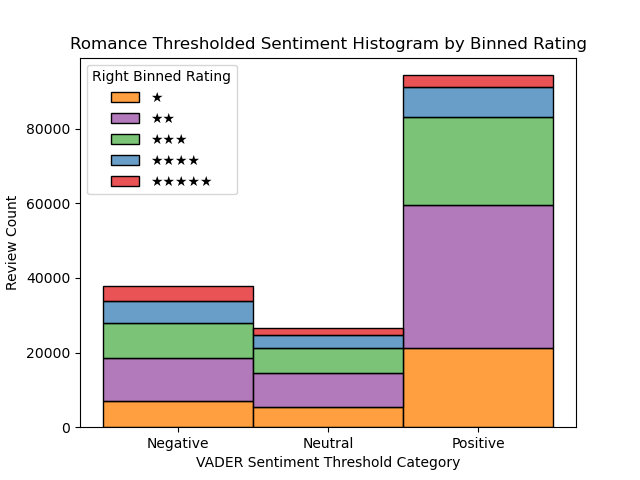 Romance Thresholded Sentiment Histogram by Binned Rating
Right Binned Rating
★
★★
★★★
★★★★
★★★★★
80000
60000
40000
20000
0
Review Count
Negative Neutral Positive
VADER Sentiment Threshold Category